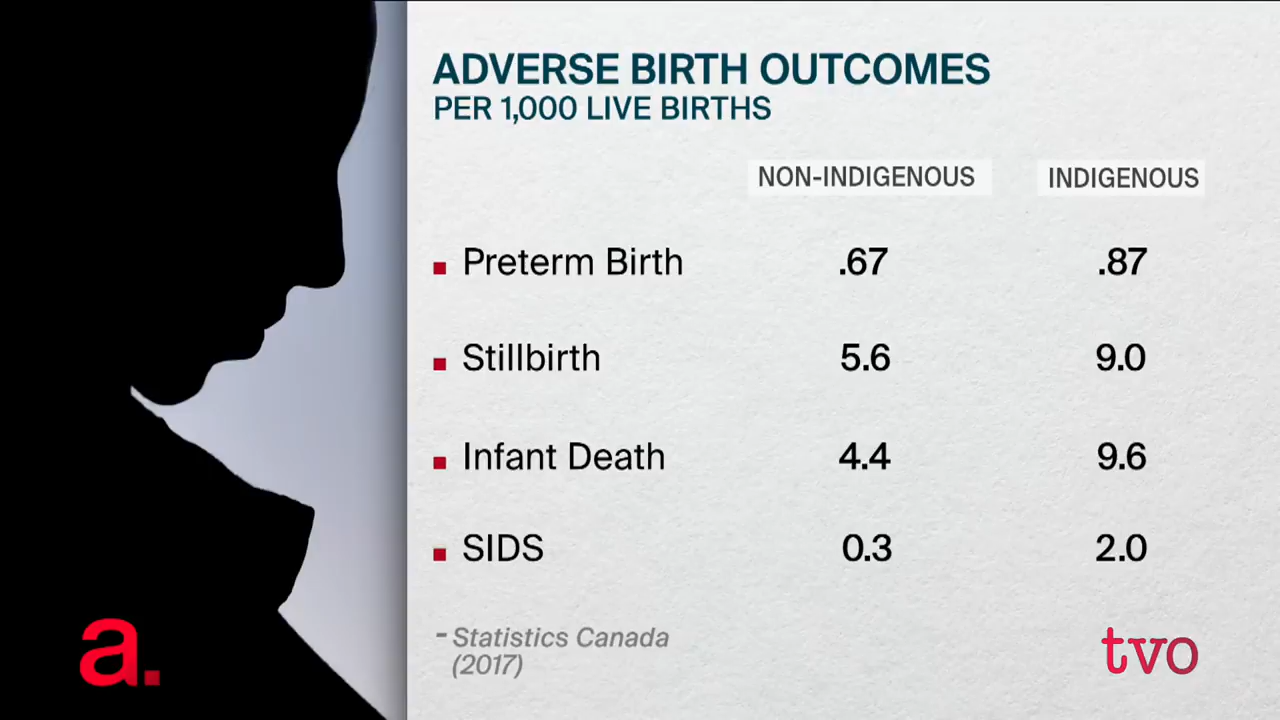 ADVERSE BIRTH OUTCOMES
PER 1,000 LIVE BIRTHS
NON-INDIGENOUS INDIGENOUS
Preterm Birth .67 .87
Stillbirth 5.6 9.0
Infant Death 4.4 9.6
SIDS 0.3 2.0
- Statistics Canada
(2017)
a. tvo